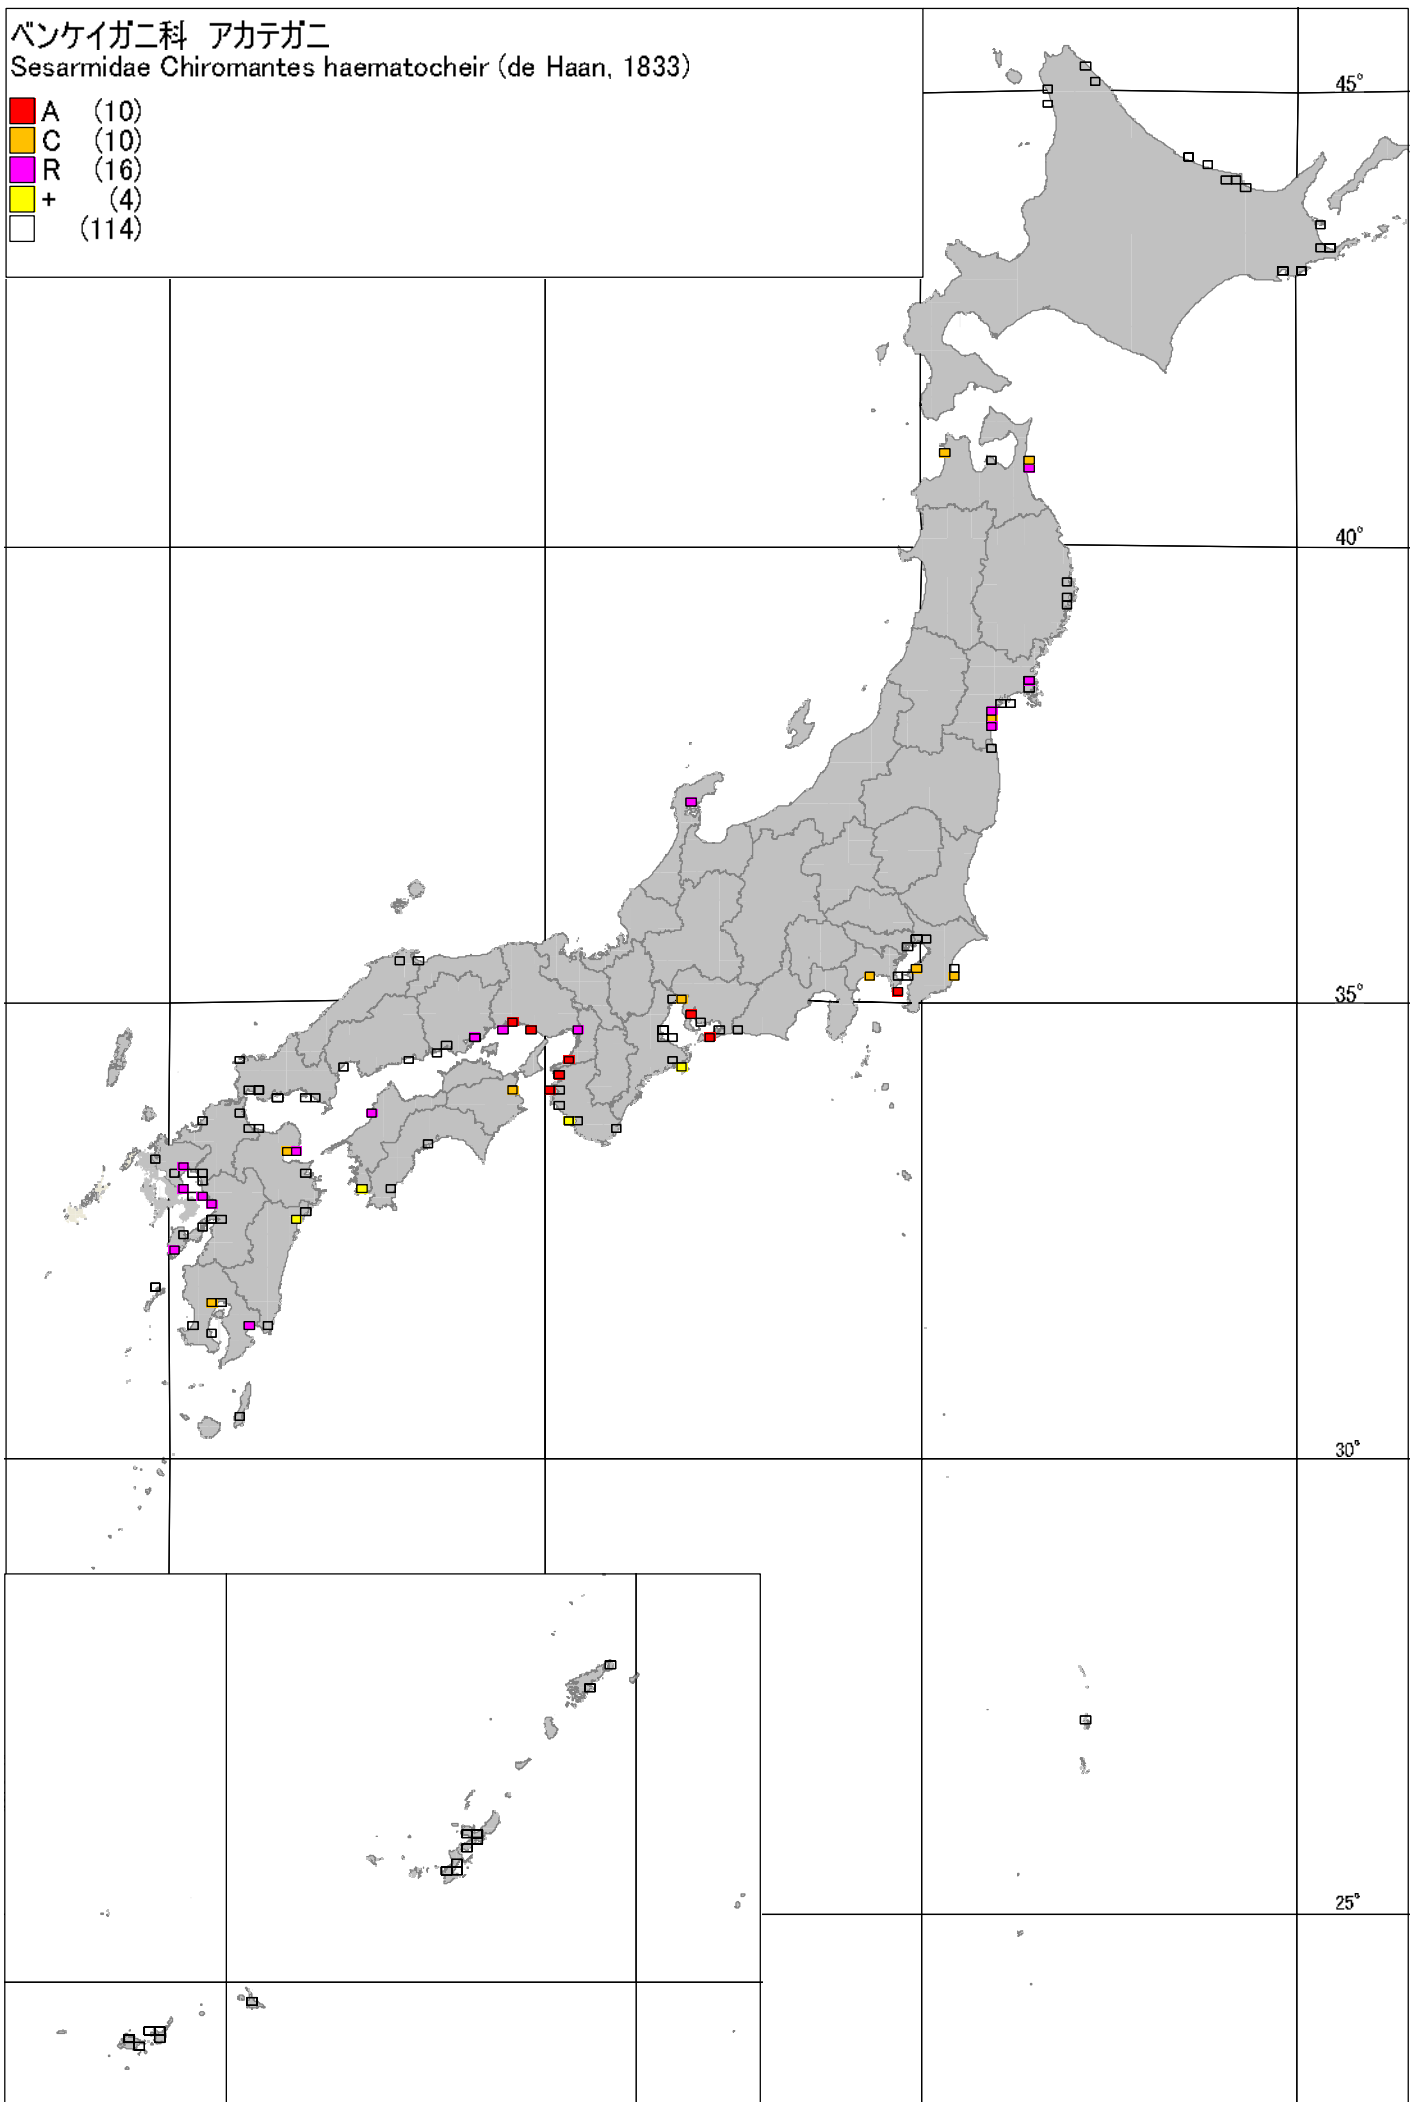 ベンケイガニ科　アカテガニ
Sesarmidae Chiromantes haematocheir (de Haan, 1833)
A (10)
C (10)
R (16)
+ (4)
(114)
45°
40°
35°
30°
25°